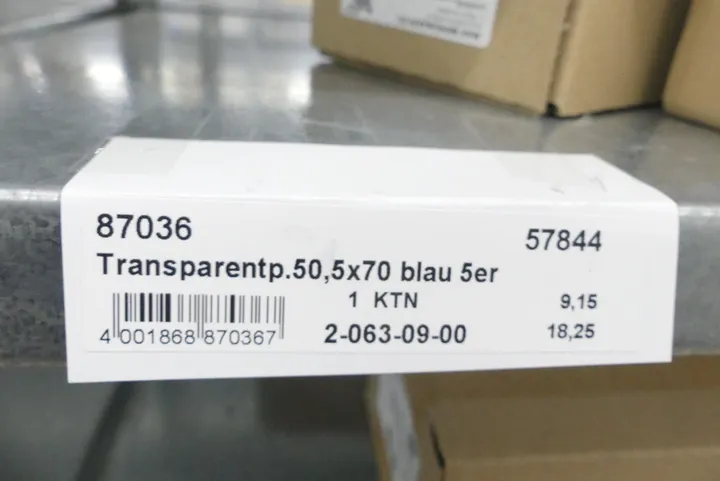 87036
57844
Transparentp.50,5x70 blau 5er
1 KTN
9,15
4 001868 870367
2-063-09-00
18,25